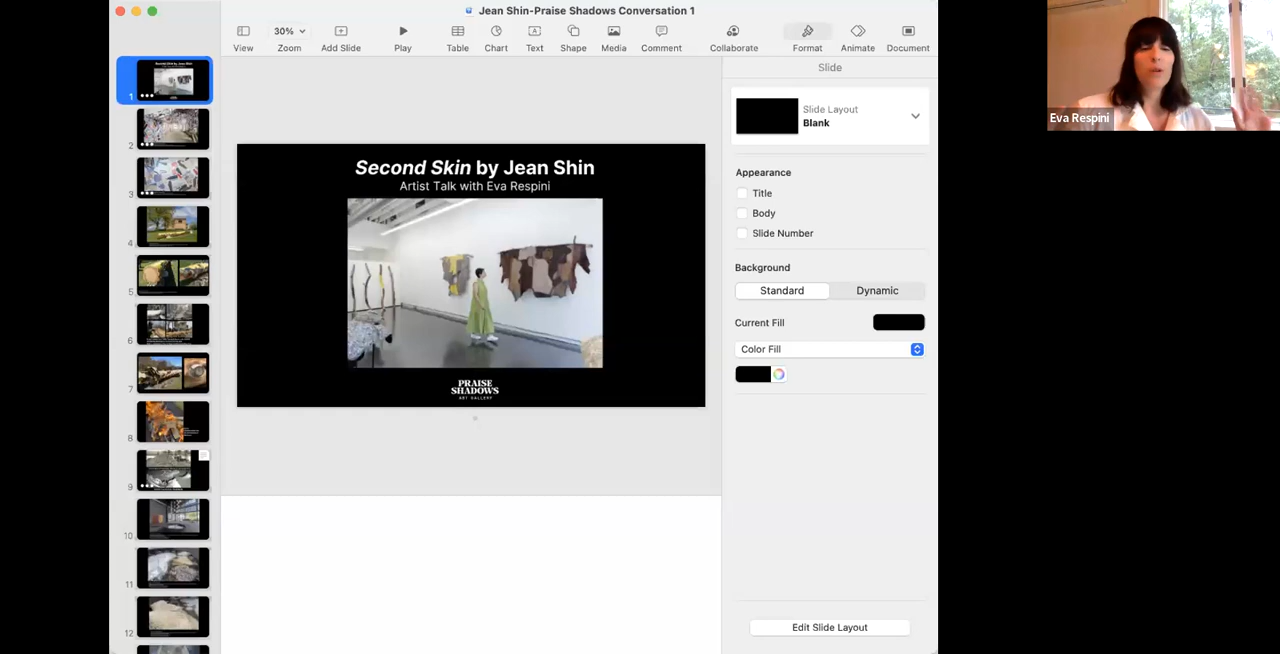 Jean Shin-Praise Shadows Conversation 1
30%
View
Zoom
Add Slide
Play
Table
Chart
Text
Shape
Media
Comment
Collaborate
Format
Animate
Document
Slide
1
2
3
4
5
6
7
8
9
10
11
12
Second Skin by Jean Shin
Artist Talk with Eva Respini
PRAISE
SHADOWS
ART GALLERY
Slide Layout
Blank
Appearance
Title
Body
Slide Number
Background
Standard
Dynamic
Current Fill
Color Fill
Edit Slide Layout
Eva Respini